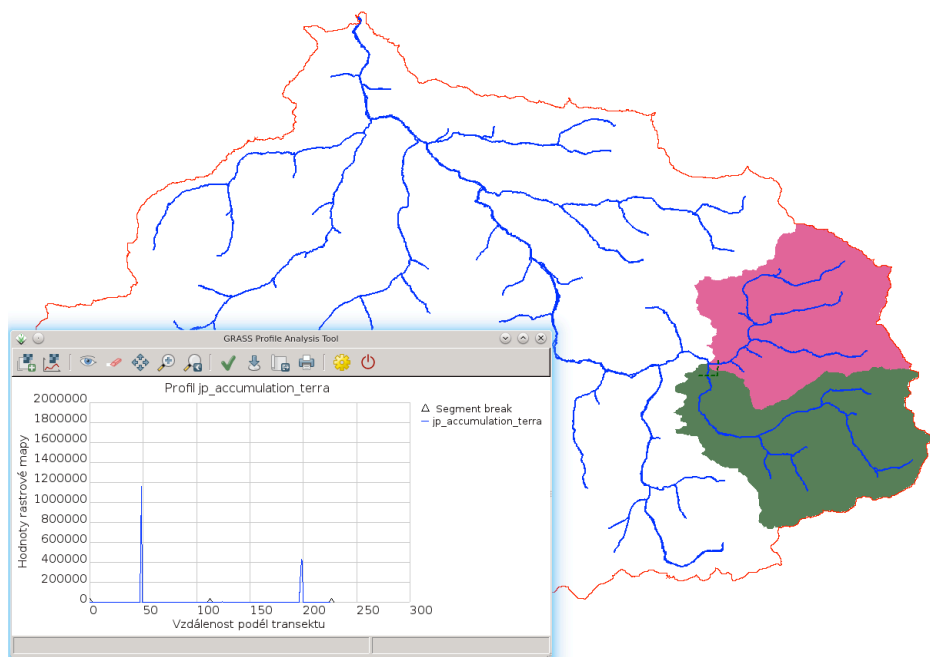 GRASS Profile Analysis Tool
Profil jp_accumulation_terra
2000000
1800000
1600000
1400000
1200000
1000000
800000
600000
400000
200000
0
Hodnoty rastrové mapy
0 50 100 150 200 250 300
Vzdálenost podél transektu
Segment break
jp_accumulation_terra